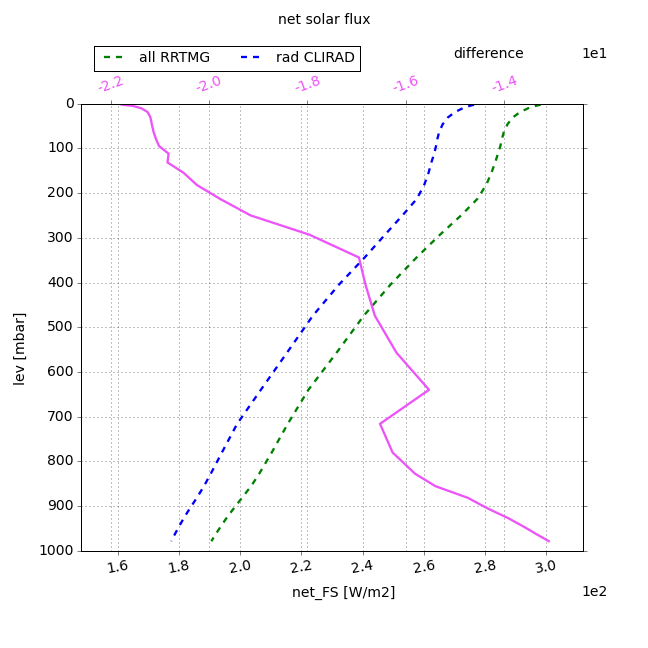 net solar flux
all RRTMG rad CLIRAD difference 1e1
-2.2 -2.0 -1.8 -1.6 -1.4
0
100
200
300
400
500
600
700
800
900
1000
lev [mbar]
1.6 1.8 2.0 2.2 2.4 2.6 2.8 3.0
net_FS [W/m2] 1e2